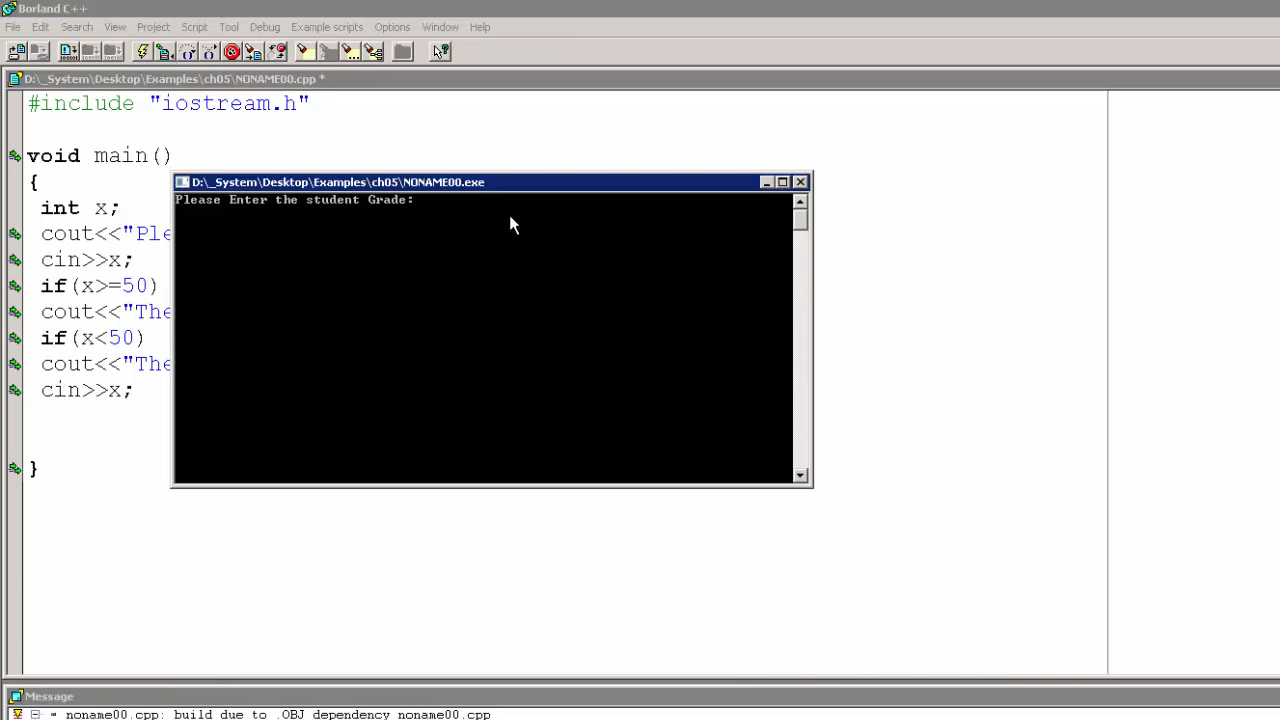 Borland C++
File Edit Search View Project Script Tool Debug Example scripts Options Window Help
D:\_System\Desktop\Examples\ch05\NONAME00.cpp *
#include "iostream.h"
void main()
{
int x;
cout<<"Ple
cin>>x;
if(x>=50)
cout<<"The
if(x<50)
cout<<"The
cin>>x;
}
D:\_System\Desktop\Examples\ch05\NONAME00.exe
Please Enter the student Grade:
Message
noname00.cpp: build due to .OBJ dependency noname00.cpp